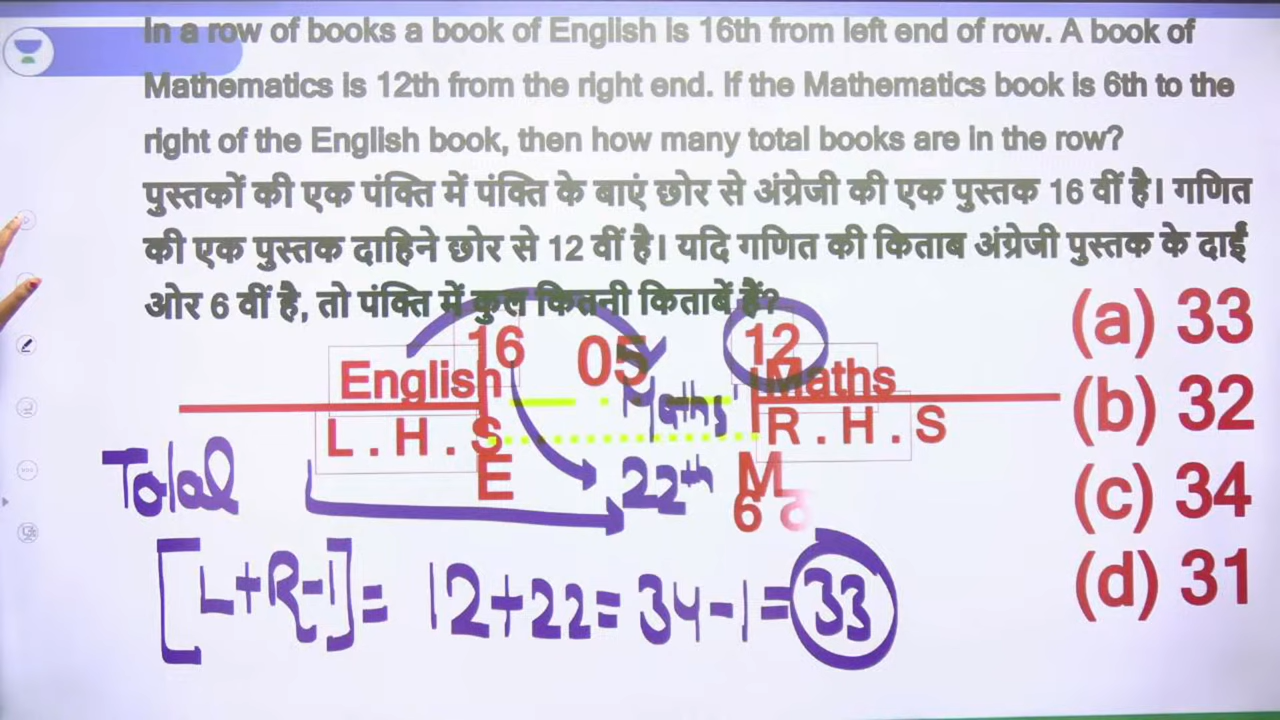 In a row of books a book of English is 16th from left end of row. A book of
Mathematics is 12th from the right end. If the Mathematics book is 6th to the
right of the English book, then how many total books are in the row?
पुस्तकों की एक पंक्ति में पंक्ति के बाएं छोर से अंग्रेजी की एक पुस्तक 16 वीं है। गणित
की एक पुस्तक दाहिने छोर से 12 वीं है। यदि गणित की किताब अंग्रेजी पुस्तक के दाईं
ओर 6 वीं है, तो पंक्ति में कुल कितनी किताबें हैं?
16 05 12
English Maths
Maths
L . H . S R . H . S
E 22th M
6
Total
[L+R-1]= 12+22=34-1=33
(a) 33
(b) 32
(c) 34
(d) 31